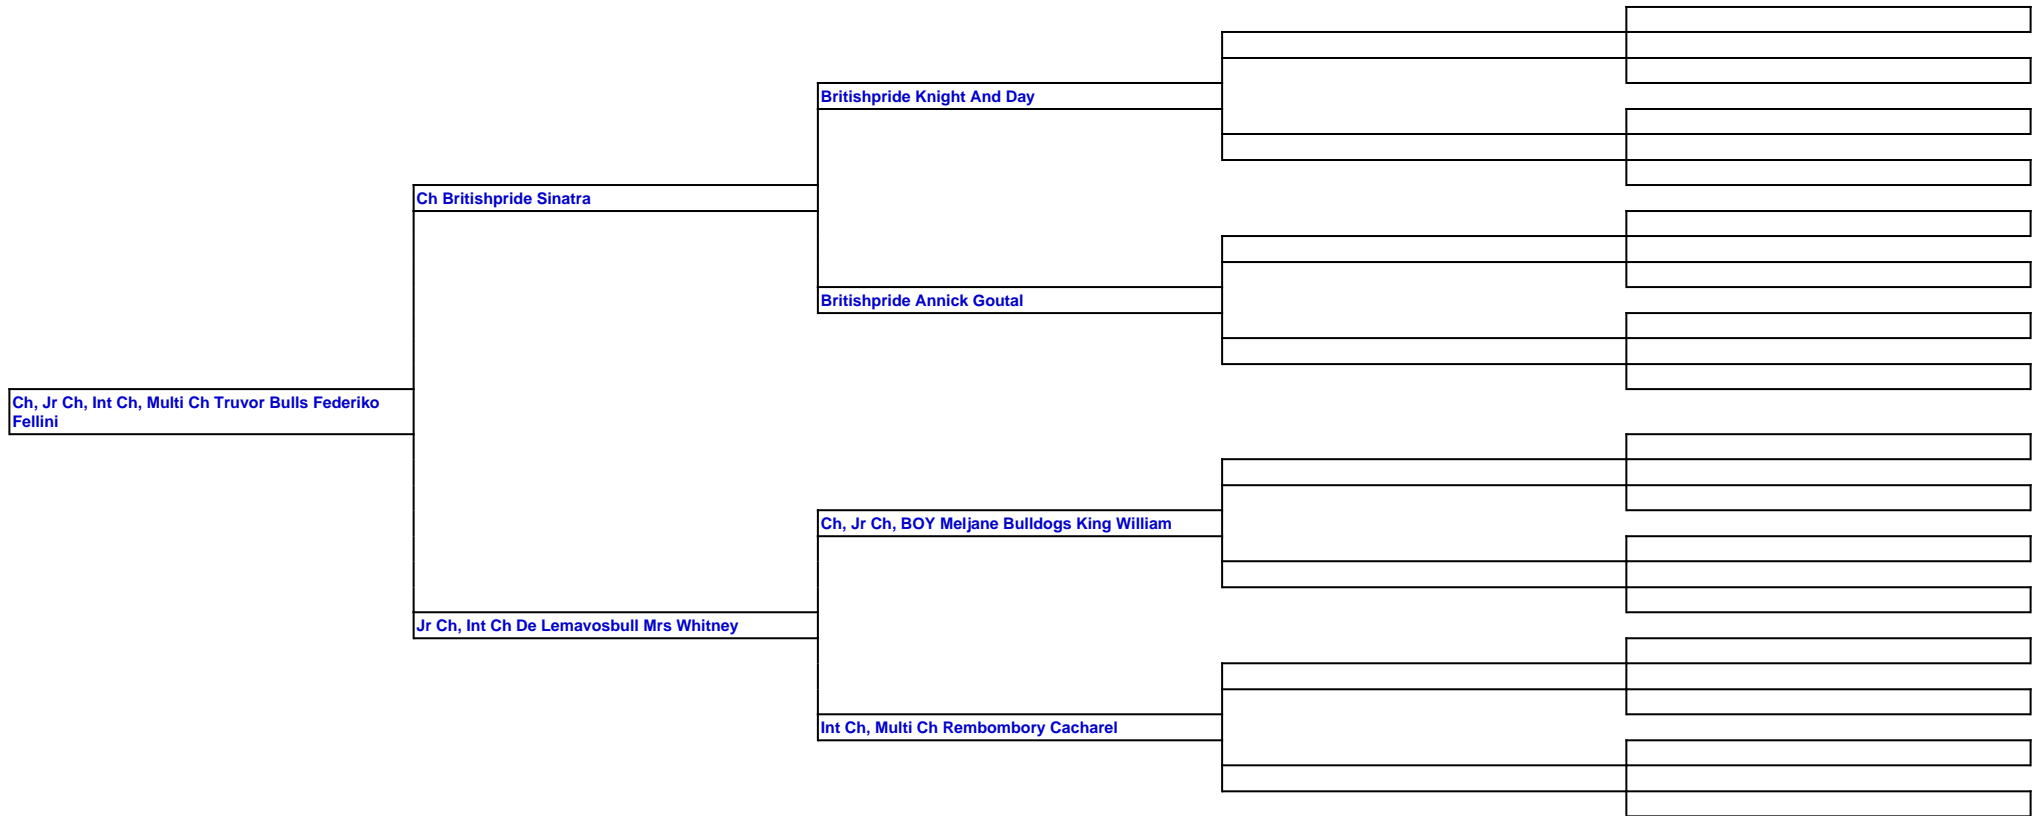 Britishpride Knight And Day
Ch Britishpride Sinatra
Britishpride Annick Goutal
Ch, Jr Ch, Int Ch, Multi Ch Truvor Bulls Federiko
Fellini
Ch, Jr Ch, BOY Meljane Bulldogs King William
Jr Ch, Int Ch De Lemavosbull Mrs Whitney
Int Ch, Multi Ch Rembombory Cacharel